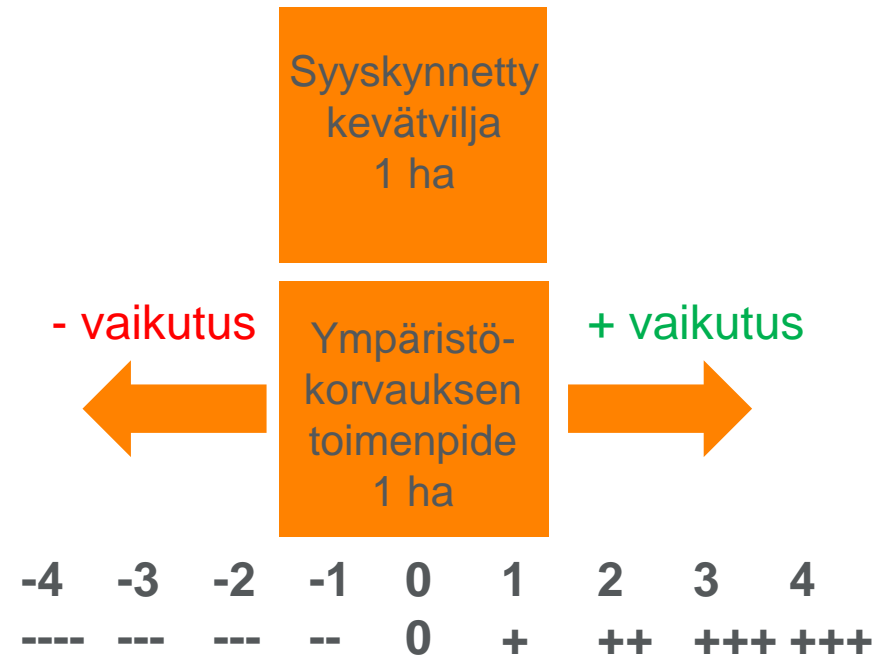 Syyskynnetty
kevätvilja
1 ha
- vaikutus
+ vaikutus
Ympäristö-
korvauksen
toimenpide
1 ha
-4 -3 -2 -1 0 1 2 3 4
---- --- --- -- 0 + ++ +++ +++